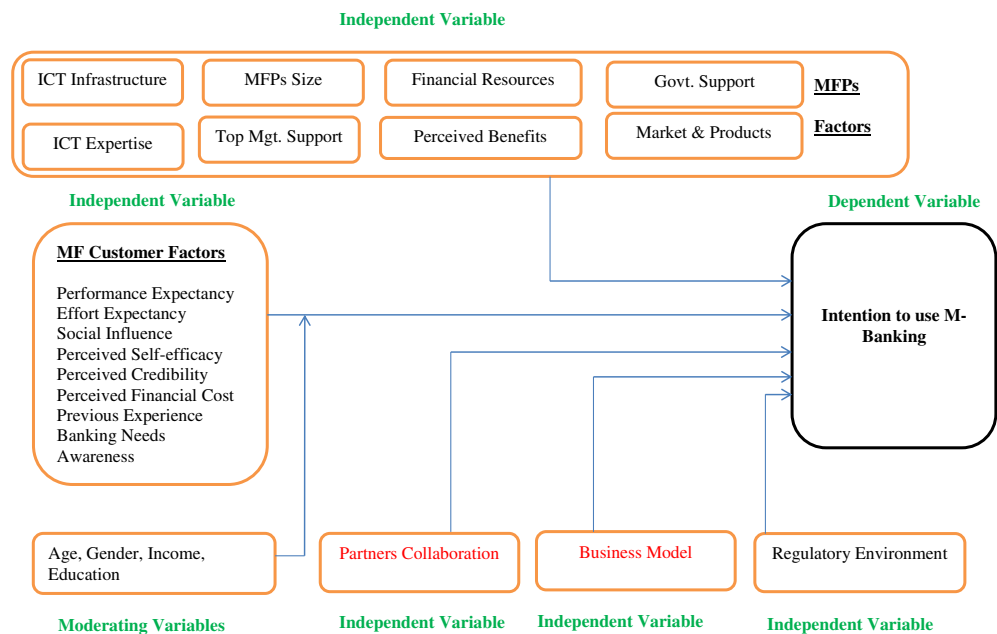 Independent Variable
ICT Infrastructure
MFPs Size
Financial Resources
Govt. Support
MFPs
ICT Expertise
Top Mgt. Support
Perceived Benefits
Market & Products
Factors
Independent Variable
Dependent Variable
MF Customer Factors
Performance Expectancy
Effort Expectancy
Social Influence
Perceived Self-efficacy
Perceived Credibility
Perceived Financial Cost
Previous Experience
Banking Needs
Awareness
Intention to use M-
Banking
Age, Gender, Income,
Education
Partners Collaboration
Business Model
Regulatory Environment
Moderating Variables
Independent Variable
Independent Variable
Independent Variable